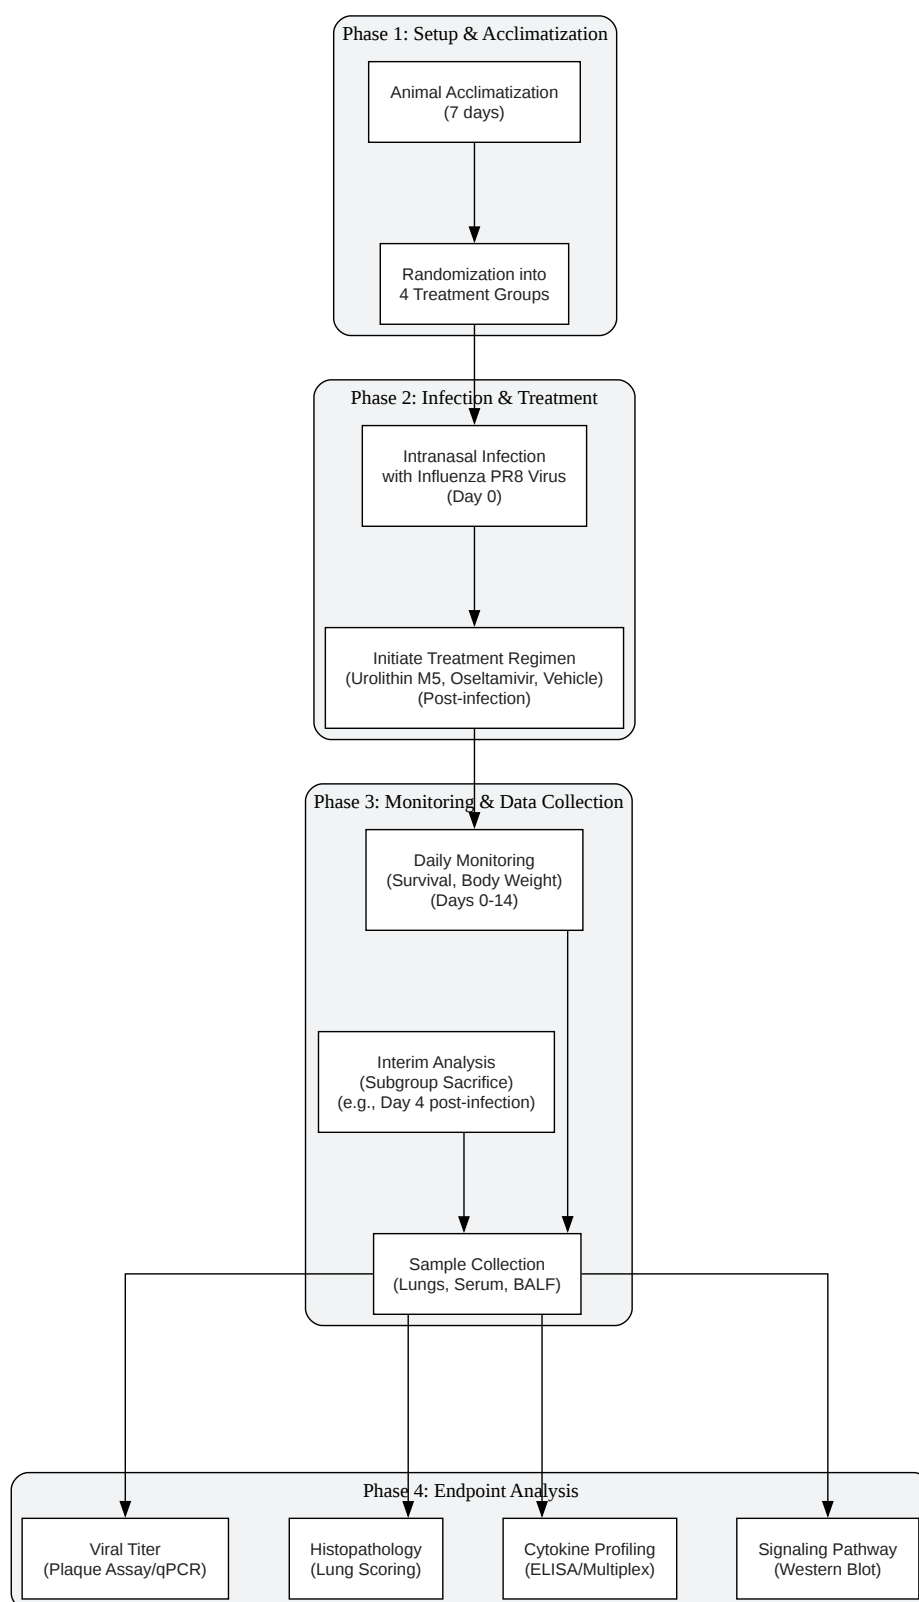 Phase 1: Setup & Acclimatization
Animal Acclimatization
(7 days)
Randomization into
4 Treatment Groups
Phase 2: Infection & Treatment
Intranasal Infection
with Influenza PR8 Virus
(Day 0)
Initiate Treatment Regimen
(Urolithin M5, Oseltamivir, Vehicle)
(Post-infection)
Phase 3: Monitoring & Data Collection
Daily Monitoring
(Survival, Body Weight)
(Days 0-14)
Interim Analysis
(Subgroup Sacrifice)
(e.g., Day 4 post-infection)
Sample Collection
(Lungs, Serum, BALF)
Phase 4: Endpoint Analysis
Viral Titer
(Plaque Assay/qPCR)
Histopathology
(Lung Scoring)
Cytokine Profiling
(ELISA/Multiplex)
Signaling Pathway
(Western Blot)